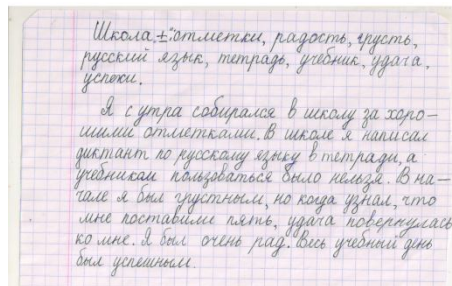 Школа, ± отметки, радость, грусть,
русский язык, тетрадь, учебник, удача,
успехи.
Я с утра собирался в школу за хоро-
шими отметками. В школе я написал
диктант по русскому языку в тетради, а
учебником пользоваться было нельзя. В на-
чале я был грустным, но когда узнал, что
мне поставили пять, удача повернулась
ко мне. Я был очень рад. Весь учебный день
был успешным.